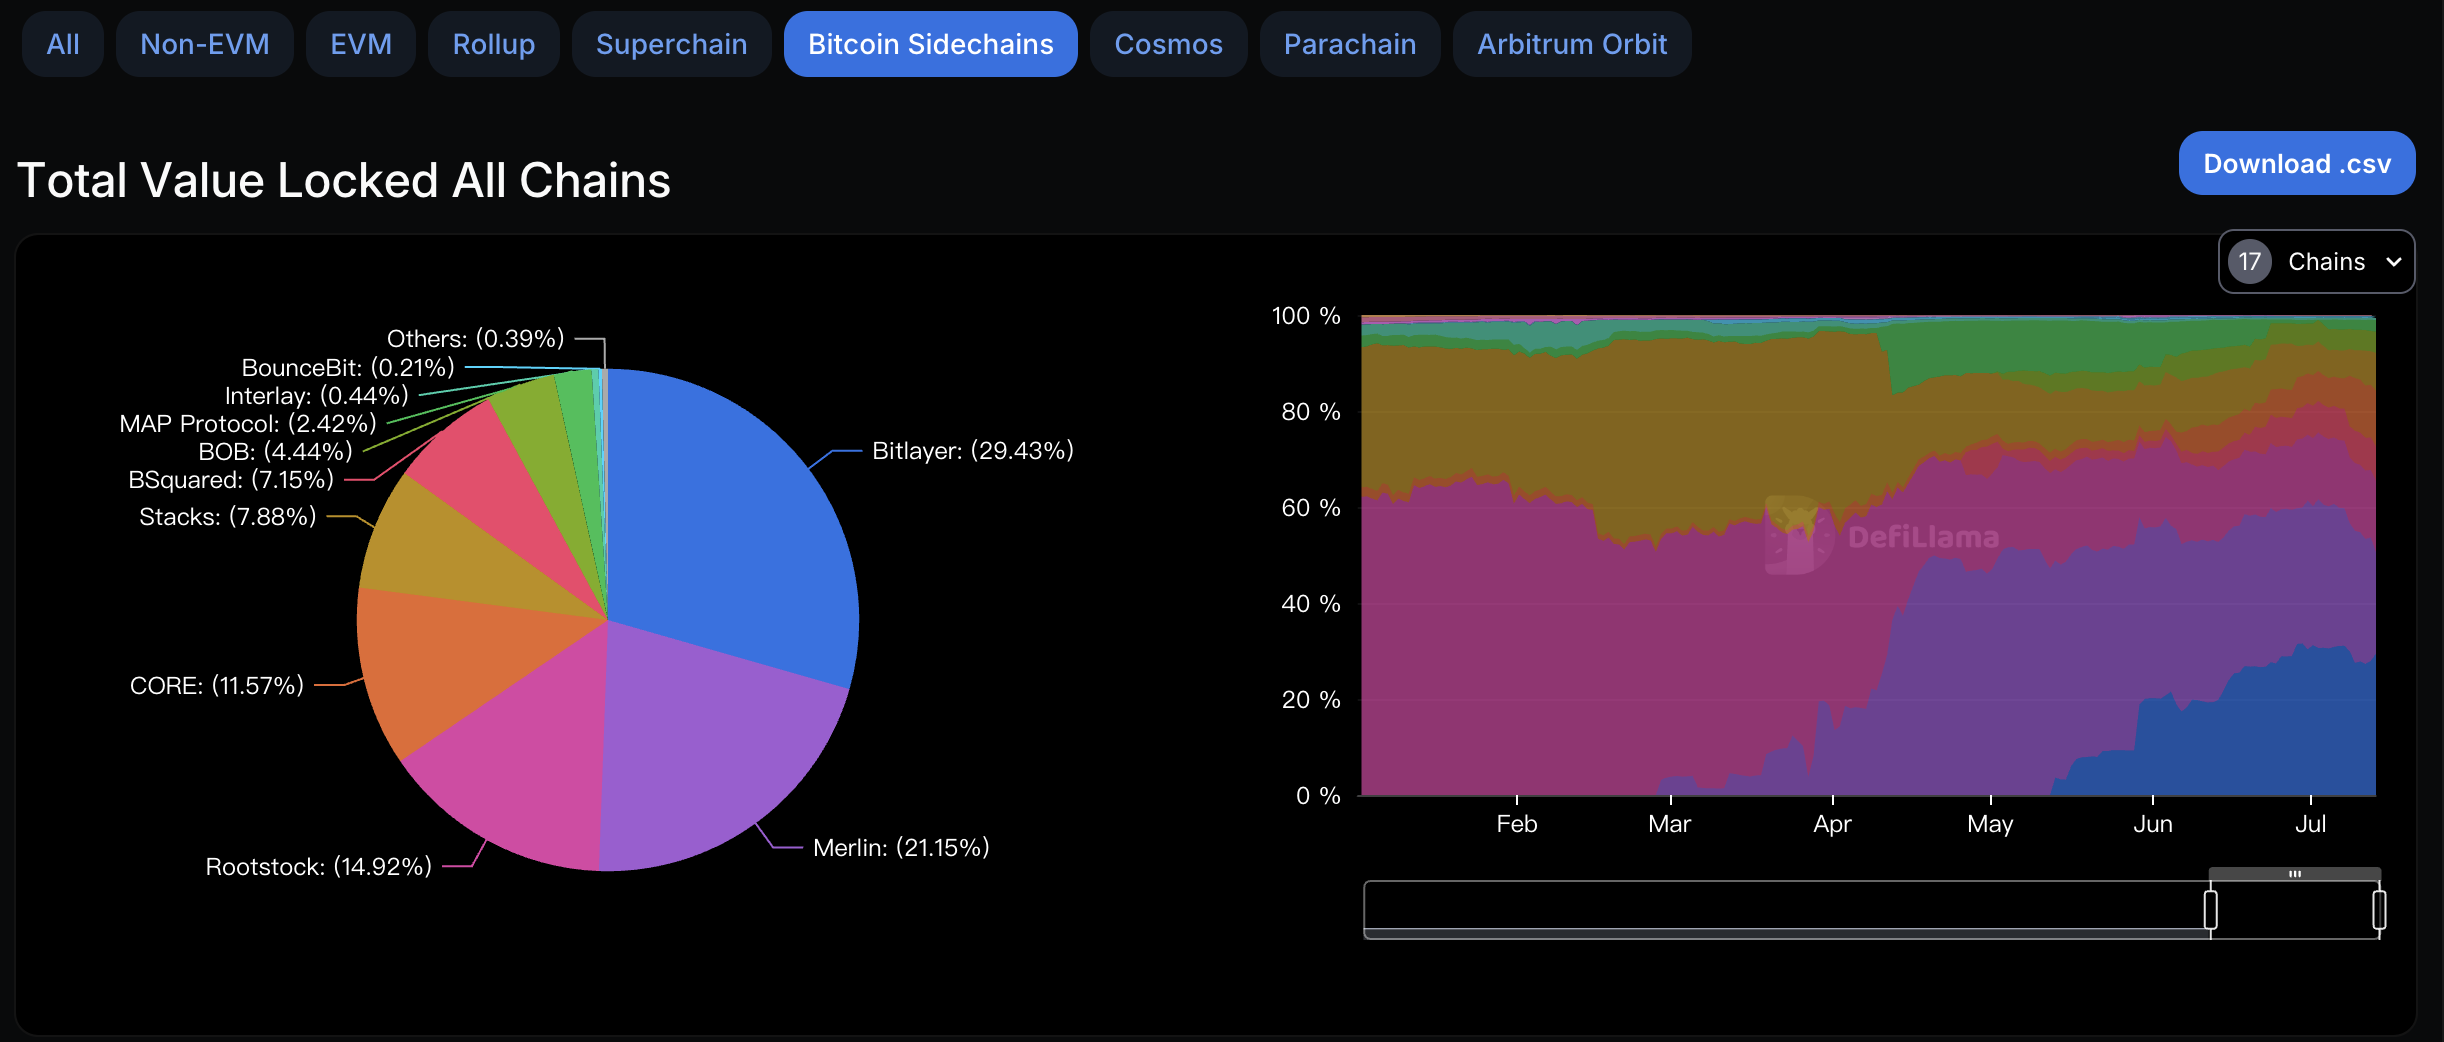 All Non-EVM EVM Rollup Superchain Bitcoin Sidechains Cosmos Parachain Arbitrum Orbit
Total Value Locked All Chains
Download .csv
17 Chains
Others: (0.39%)
BounceBit: (0.21%)
Interlay: (0.44%)
MAP Protocol: (2.42%)
BOB: (4.44%)
BSquared: (7.15%)
Stacks: (7.88%)
CORE: (11.57%)
Rootstock: (14.92%)
Bitlayer: (29.43%)
Merlin: (21.15%)
100 %
80 %
60 %
40 %
20 %
0 %
DefiLlama
Feb Mar Apr May Jun Jul